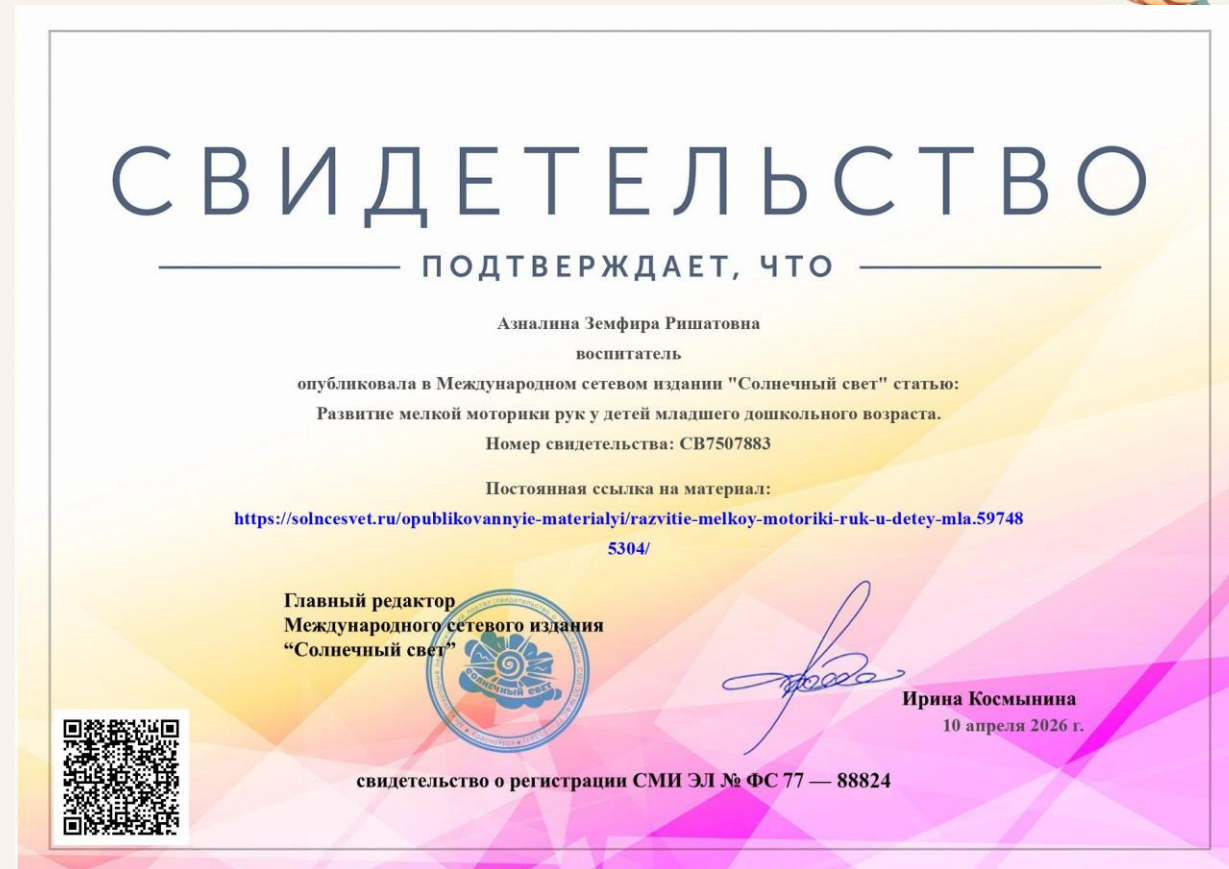 СВИДЕТЕЛЬСТВО
ПОДТВЕРЖДАЕТ, ЧТО
Азналина Земфира Ришатовна
воспитатель
опубликовала в Международном сетевом издании "Солнечный свет" статью:
Развитие мелкой моторики рук у детей младшего дошкольного возраста.
Номер свидетельства: СВ7507883
Постоянная ссылка на материал:
https://solncesvet.ru/opublikovannyie-materialyi/razvitie-melkoy-motoriki-ruk-u-detey-mla.59748
5304/
Главный редактор
Международного сетевого издания
“Солнечный свет”
СОЛНЕЧНЫЙ СВЕТ
Ирина Космынина
10 апреля 2026 г.
свидетельство о регистрации СМИ ЭЛ № ФС 77 — 88824